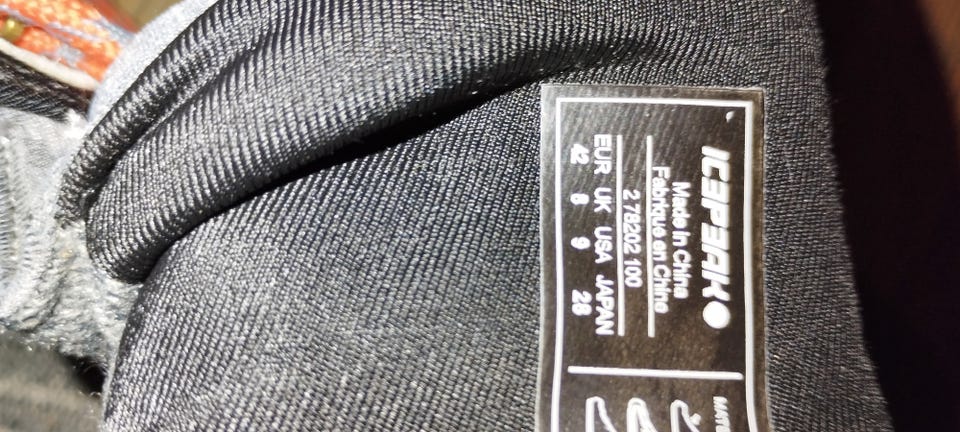 ICEPEAK
Made in China
Fabriqué en Chine
2 78202 100
EUR UK USA JAPAN
42 8 9 28